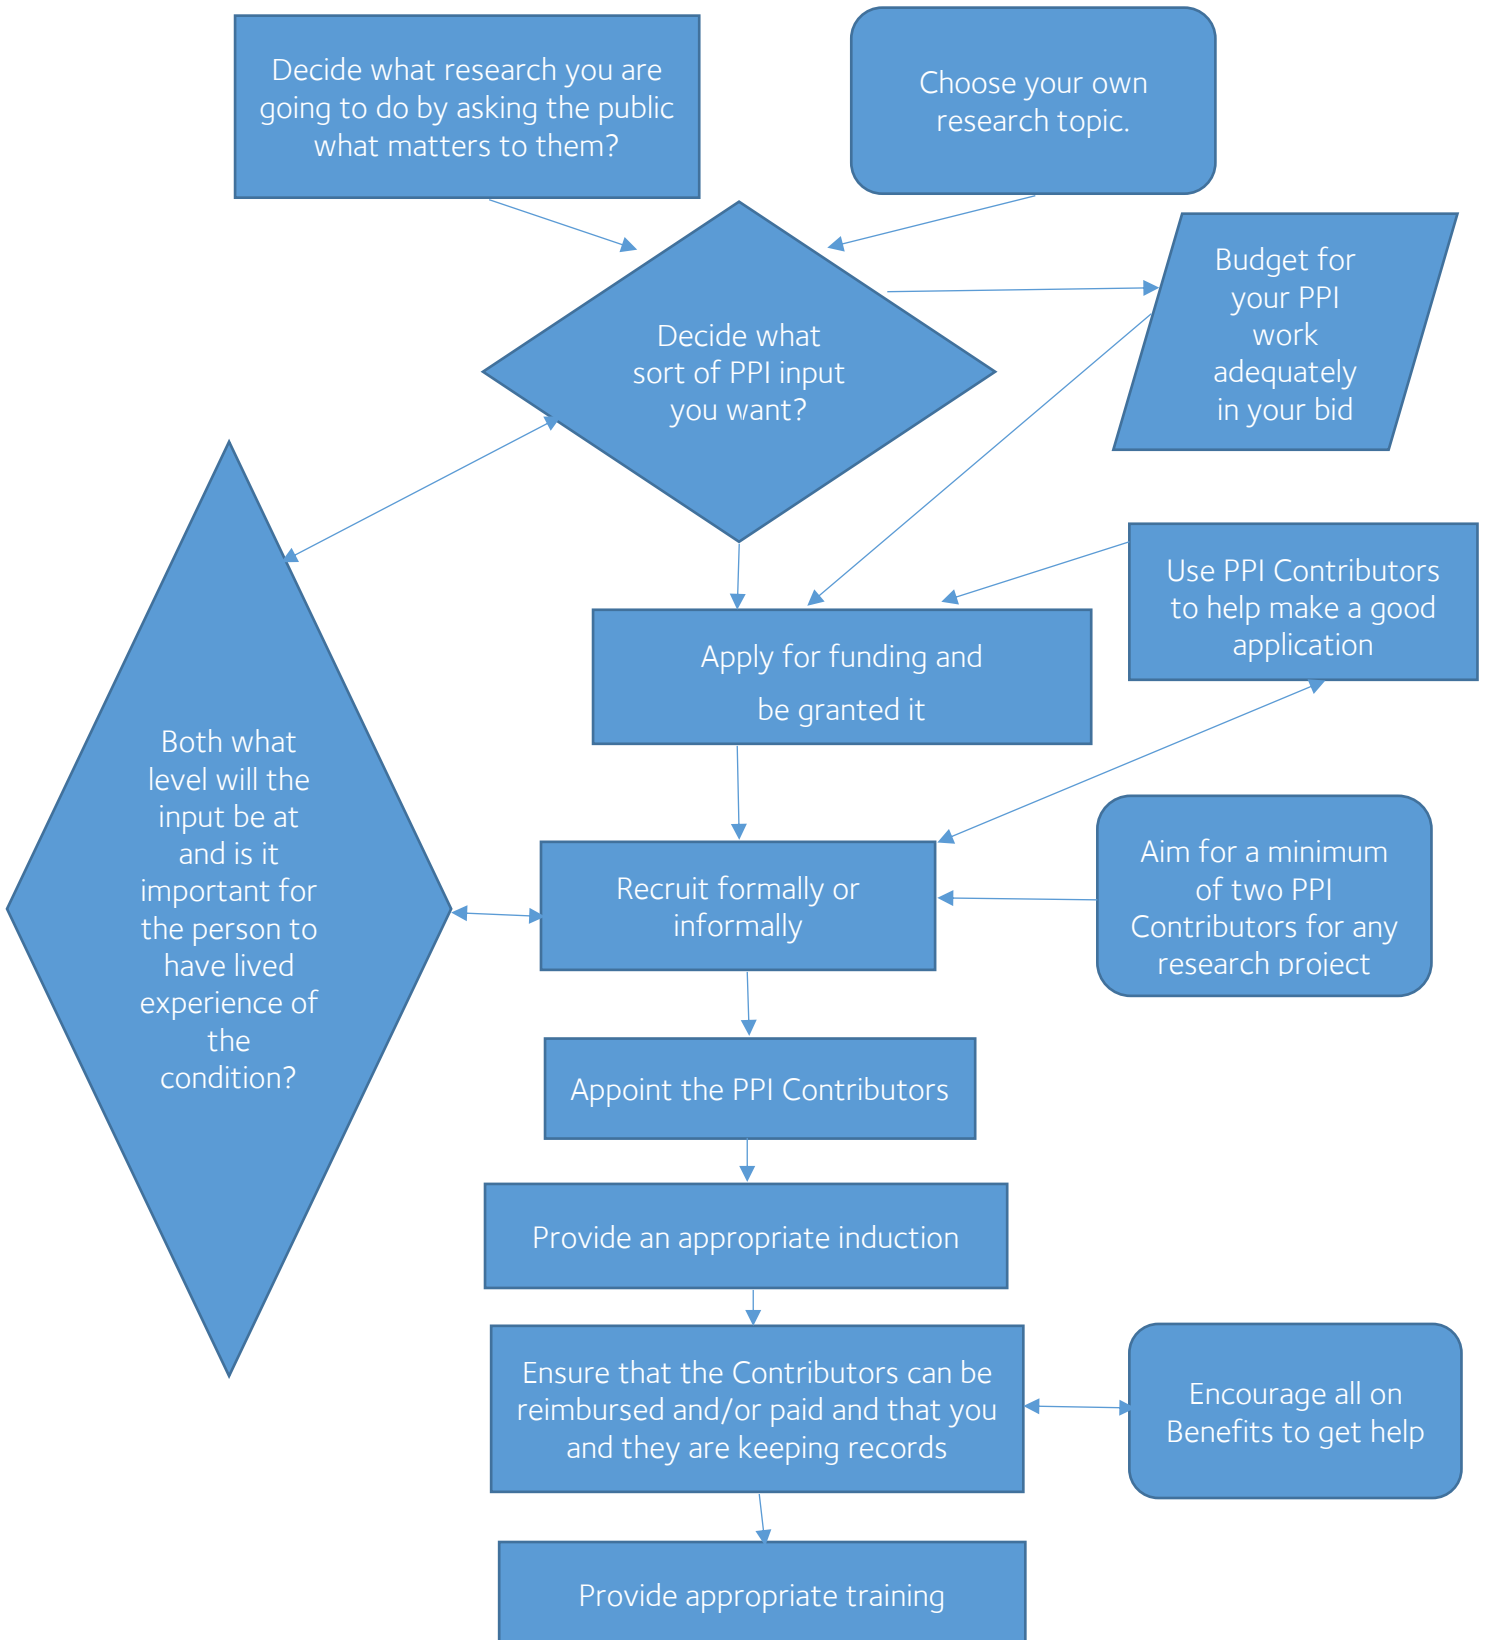 Decide what research you are
going to do by asking the public
what matters to them?
Choose your own
research topic.
Decide what
sort of PPI input
you want?
Budget for
your PPI
work
adequately
in your bid
Use PPI Contributors
to help make a good
application
Apply for funding and
be granted it
Both what
level will the
input be at
and is it
important for
the person to
have lived
experience of
the
condition?
Recruit formally or
informally
Aim for a minimum
of two PPI
Contributors for any
research project
Appoint the PPI Contributors
Provide an appropriate induction
Ensure that the Contributors can be
reimbursed and/or paid and that you
and they are keeping records
Encourage all on
Benefits to get help
Provide appropriate training